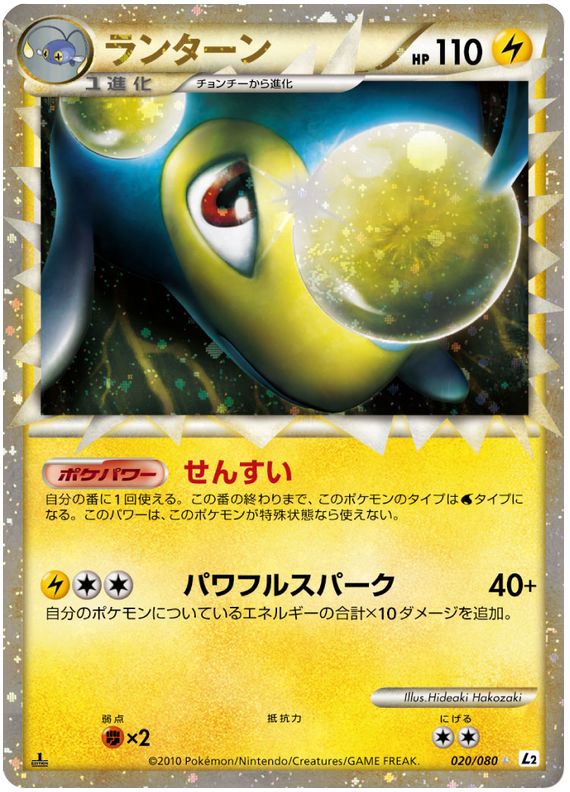 ランターン
HP 110
1進化
チョンチーから進化
ポケパワー せんすい
自分の番に1回使える。この番の終わりまで、このポケモンのタイプはタイプに
なる。このパワーは、このポケモンが特殊状態なら使えない。
パワフルスパーク 40+
自分のポケモンについているエネルギーの合計×10ダメージを追加。
Illus.Hideaki Hakozaki
弱点 抵抗力 にげる
×2
1 EDITION ©2010 Pokémon/Nintendo/Creatures/GAME FREAK. 020/080 L2